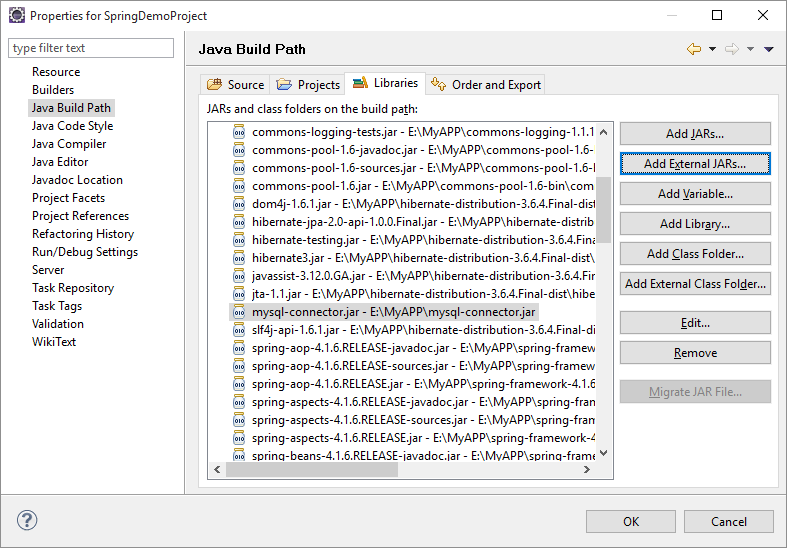 Properties for SpringDemoProject
type filter text
Resource
Builders
Java Build Path
Java Code Style
Java Compiler
Java Editor
Javadoc Location
Project Facets
Project References
Refactoring History
Run/Debug Settings
Server
Task Repository
Task Tags
Validation
WikiText
Java Build Path
Source
Projects
Libraries
Order and Export
JARs and class folders on the build path:
commons-logging-tests.jar - E:\MyAPP\commons-logging-1.1.1
commons-pool-1.6-javadoc.jar - E:\MyAPP\commons-pool-1.6-
commons-pool-1.6-sources.jar - E:\MyAPP\commons-pool-1.6-
commons-pool-1.6.jar - E:\MyAPP\commons-pool-1.6-bin\com
dom4j-1.6.1.jar - E:\MyAPP\hibernate-distribution-3.6.4.Final-dist
hibernate-jpa-2.0-api-1.0.0.Final.jar - E:\MyAPP\hibernate-distrib
hibernate-testing.jar - E:\MyAPP\hibernate-distribution-3.6.4.Final
hibernate3.jar - E:\MyAPP\hibernate-distribution-3.6.4.Final-dist\
javassist-3.12.0.GA.jar - E:\MyAPP\hibernate-distribution-3.6.4.F
jta-1.1.jar - E:\MyAPP\hibernate-distribution-3.6.4.Final-dist\hibe
mysql-connector.jar - E:\MyAPP\mysql-connector.jar
slf4j-api-1.6.1.jar - E:\MyAPP\hibernate-distribution-3.6.4.Final-di
spring-aop-4.1.6.RELEASE-javadoc.jar - E:\MyAPP\spring-framew
spring-aop-4.1.6.RELEASE-sources.jar - E:\MyAPP\spring-framew
spring-aop-4.1.6.RELEASE.jar - E:\MyAPP\spring-framework-4.1.6
spring-aspects-4.1.6.RELEASE-javadoc.jar - E:\MyAPP\spring-fran
spring-aspects-4.1.6.RELEASE-sources.jar - E:\MyAPP\spring-fran
spring-aspects-4.1.6.RELEASE.jar - E:\MyAPP\spring-framework-4
spring-beans-4.1.6.RELEASE-javadoc.jar - E:\MyAPP\spring-frame
Add JARs...
Add External JARs...
Add Variable...
Add Library...
Add Class Folder...
Add External Class Folder...
Edit...
Remove
Migrate JAR File...
OK
Cancel